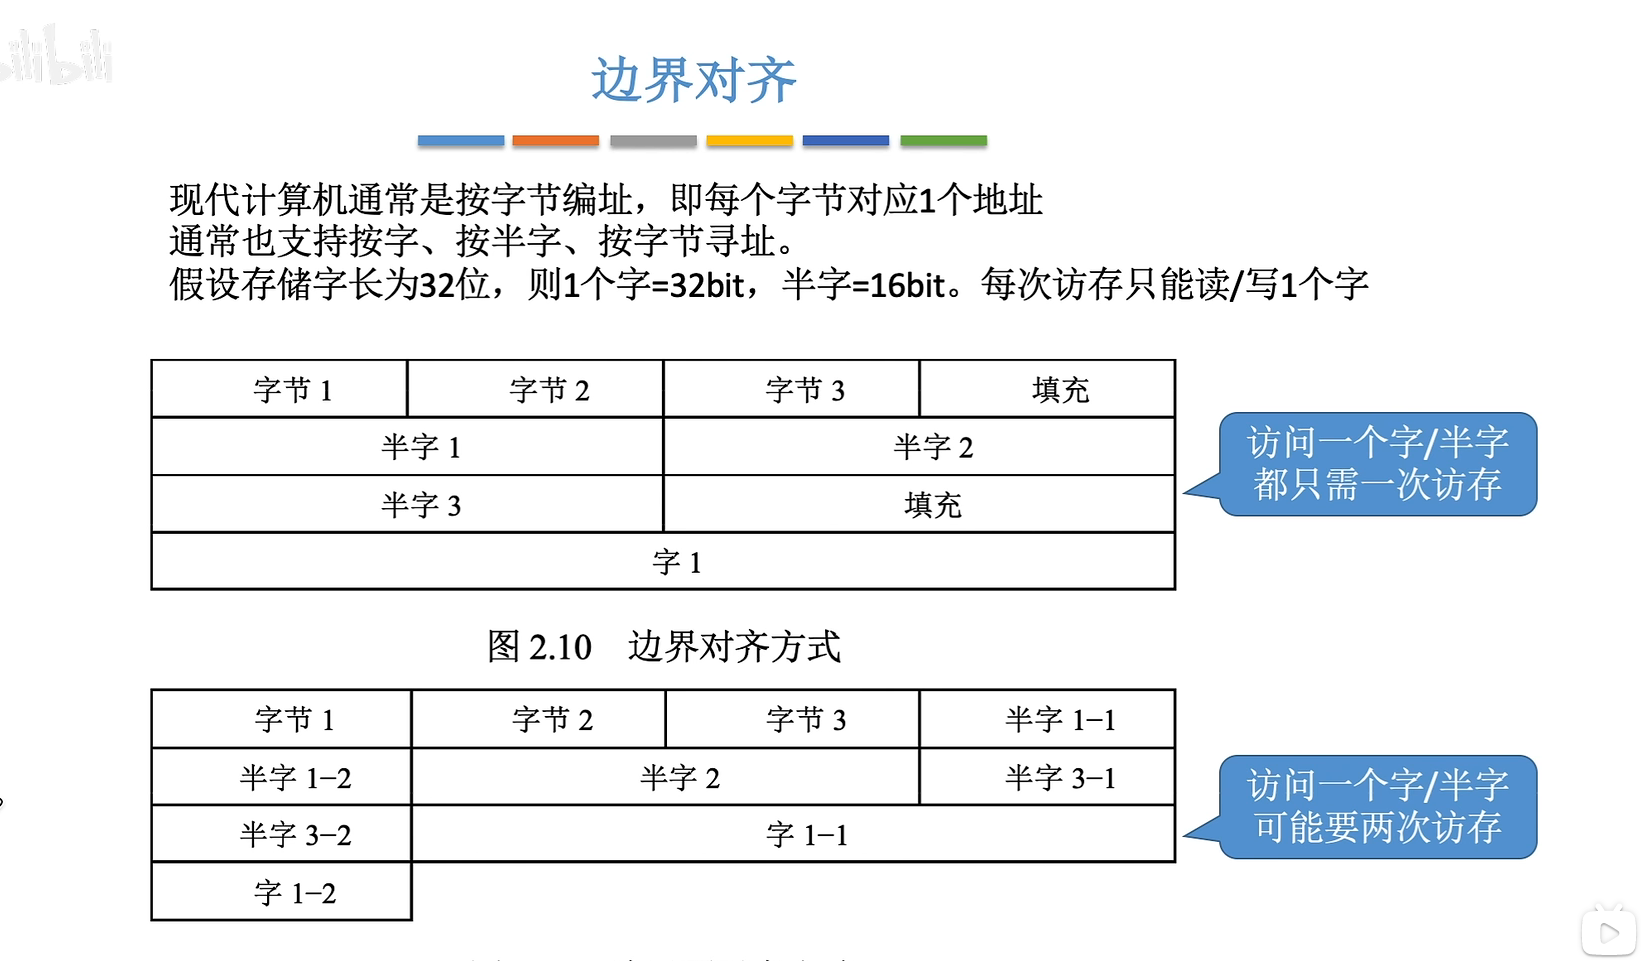 bilibili
边界对齐
现代计算机通常是按字节编址，即每个字节对应1个地址
通常也支持按字、按半字、按字节寻址。
假设存储字长为32位，则1个字=32bit，半字=16bit。每次访存只能读/写1个字
字节 1 字节 2 字节 3 填充
半字 1 半字 2
半字 3 填充
字 1
访问一个字/半字
都只需一次访存
图 2.10 边界对齐方式
字节 1 字节 2 字节 3 半字 1−1
半字 1−2 半字 2 半字 3−1
半字 3−2 字 1−1
字 1−2
访问一个字/半字
可能要两次访存